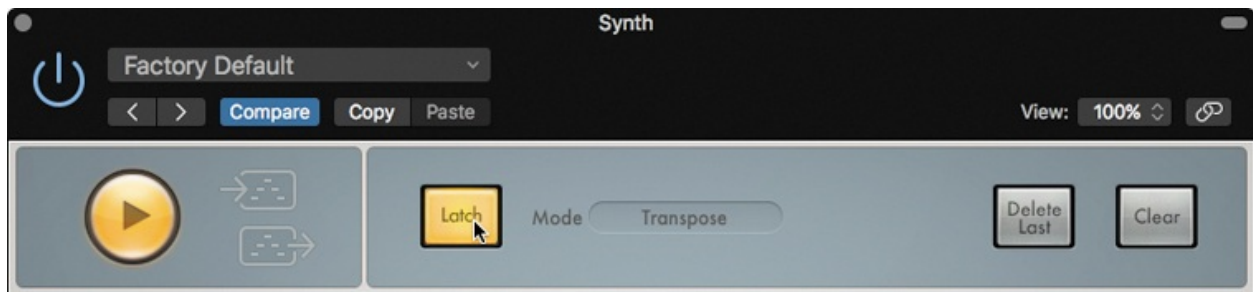 Synth
Factory Default
Compare Copy Paste View: 100%
Latch Mode Transpose Delete Last Clear